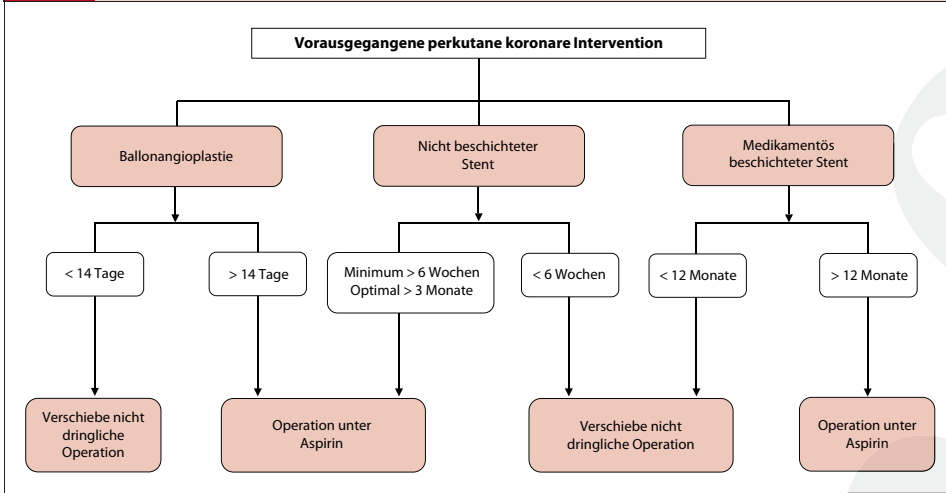 Vorausgegangene perkutane koronare Intervention
Ballonangioplastie
Nicht beschichteter
Stent
Medikamentös
beschichteter Stent
< 14 Tage
> 14 Tage
Minimum > 6 Wochen
Optimal > 3 Monate
< 6 Wochen
< 12 Monate
> 12 Monate
Verschiebe nicht
dringliche
Operation
Operation unter
Aspirin
Verschiebe nicht
dringliche Operation
Operation unter
Aspirin